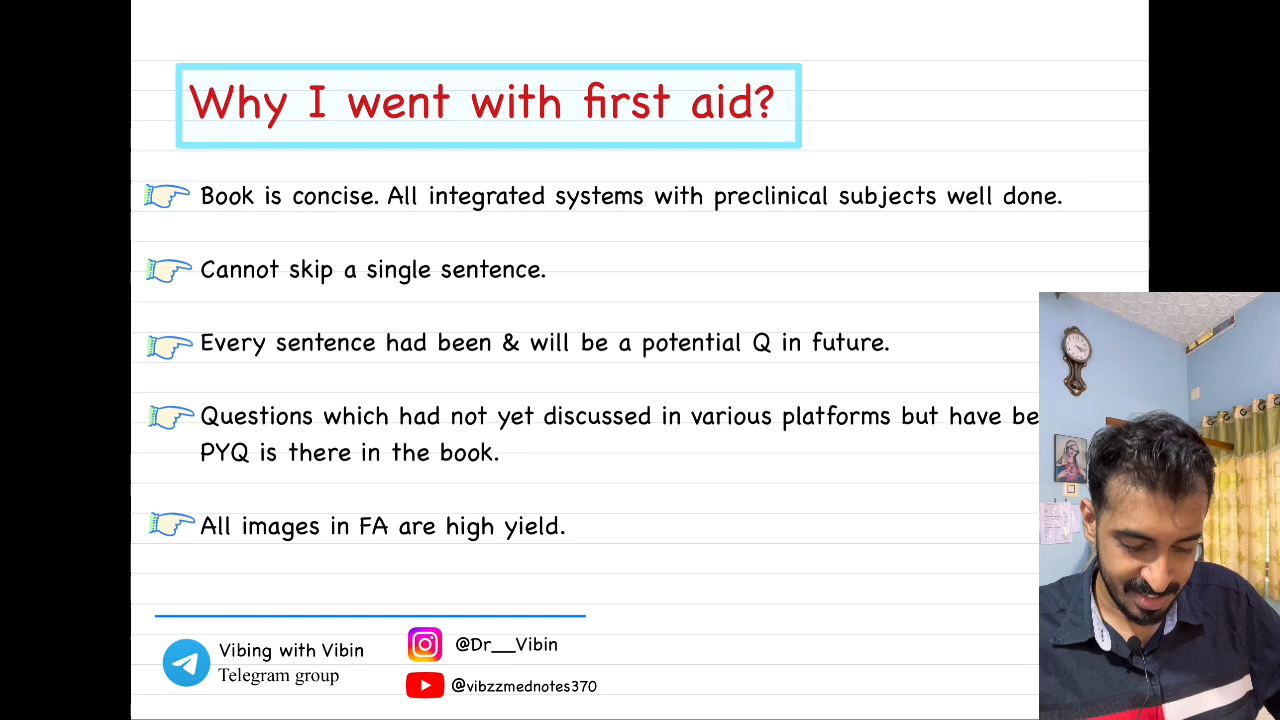 Why I went with first aid?
Book is concise. All integrated systems with preclinical subjects well done.
Cannot skip a single sentence.
Every sentence had been & will be a potential Q in future.
Questions which had not yet discussed in various platforms but have
PYQ is there in the book.
All images in FA are high yield.
Vibing with Vibin
Telegram group
@Dr__Vibin
@vibzzmednotes370